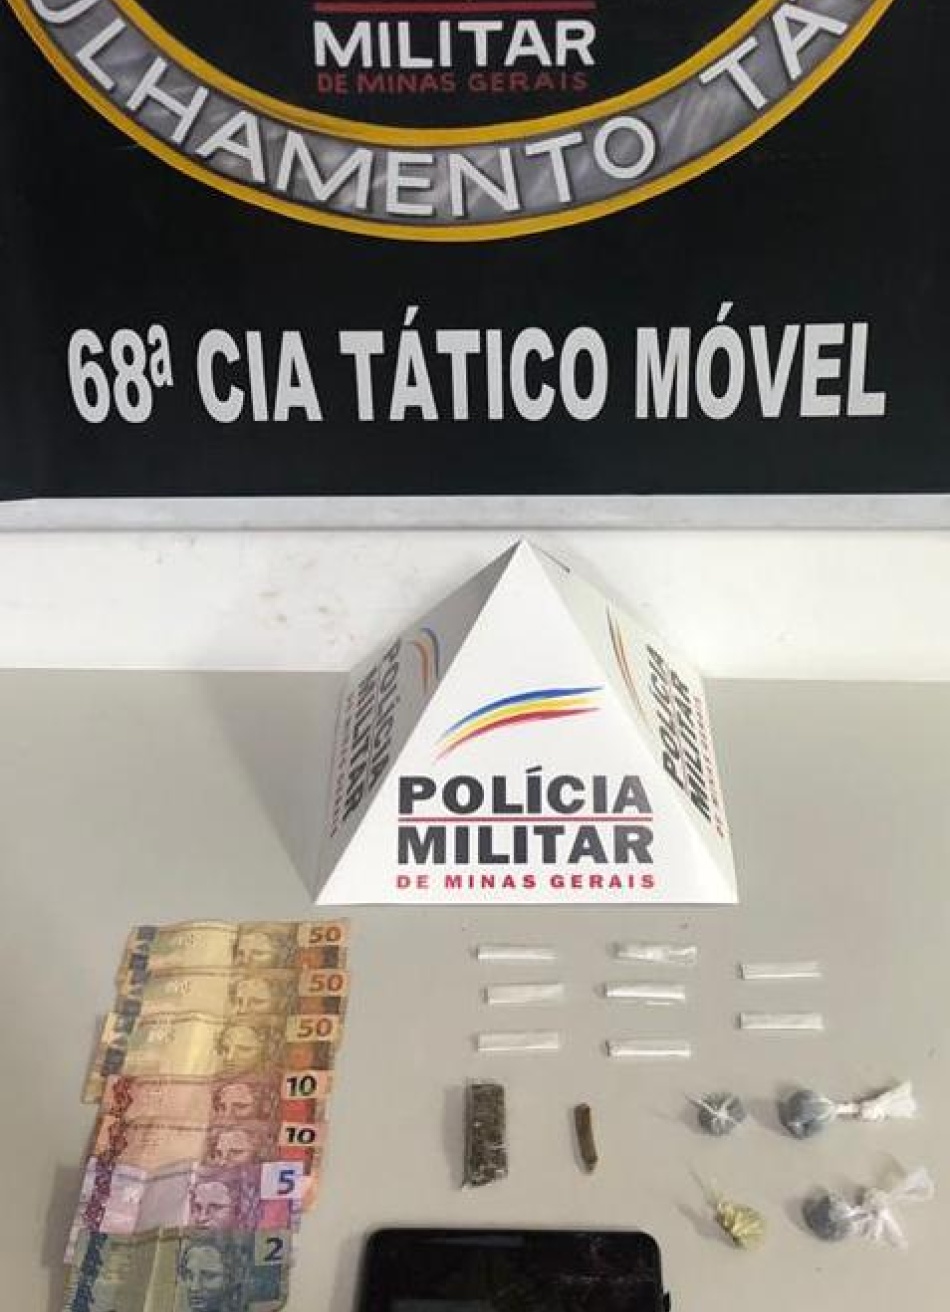 MILITAR
DE MINAS GERAIS
ULHAMENTO TÁ
68ª CIA TÁTICO MÓVEL
POLÍCIA
MILITAR
DE MINAS GERAIS
POLÍCIA
MILITAR
POLÍCIA
MILITAR
50
50
50
10
10
5
2